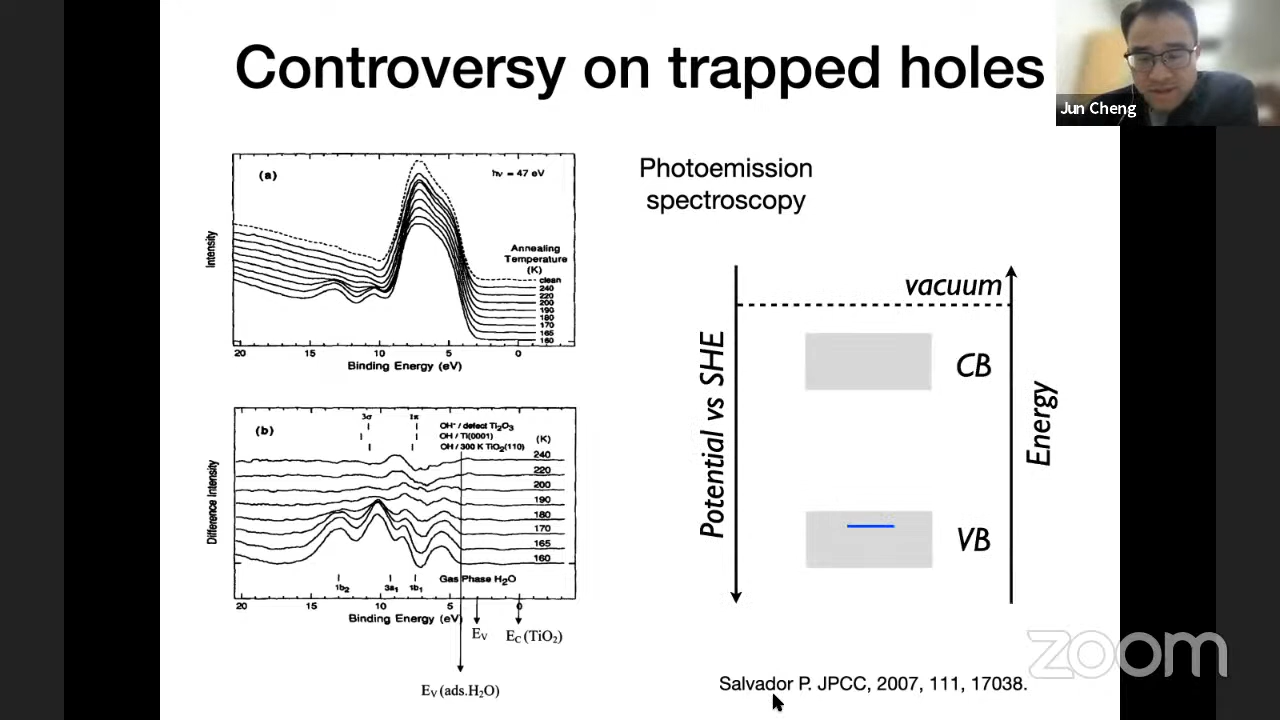 Controversy on trapped holes
Jun Cheng
Photoemission
spectroscopy
(a)
hν = 47 eV
Intensity
Annealing
Temperature
(K)
clean
240
220
200
190
180
170
165
160
20 15 10 5 0
Binding Energy (eV)
(b)
3σ 1π
OH⁻/ defect Ti₂O₃
OH / Ti(0001)
OH / 300 K TiO₂(110)
(K)
240
220
200
190
180
170
165
160
Difference Intensity
Gas Phase H₂O
1b₂ 3a₁ 1b₁
20 15 10 5 0
Binding Energy (eV)
E_V E_C (TiO₂)
E_V (ads.H₂O)
vacuum
CB
VB
Potential vs SHE
Energy
Salvador P. JPCC, 2007, 111, 17038.
zoom